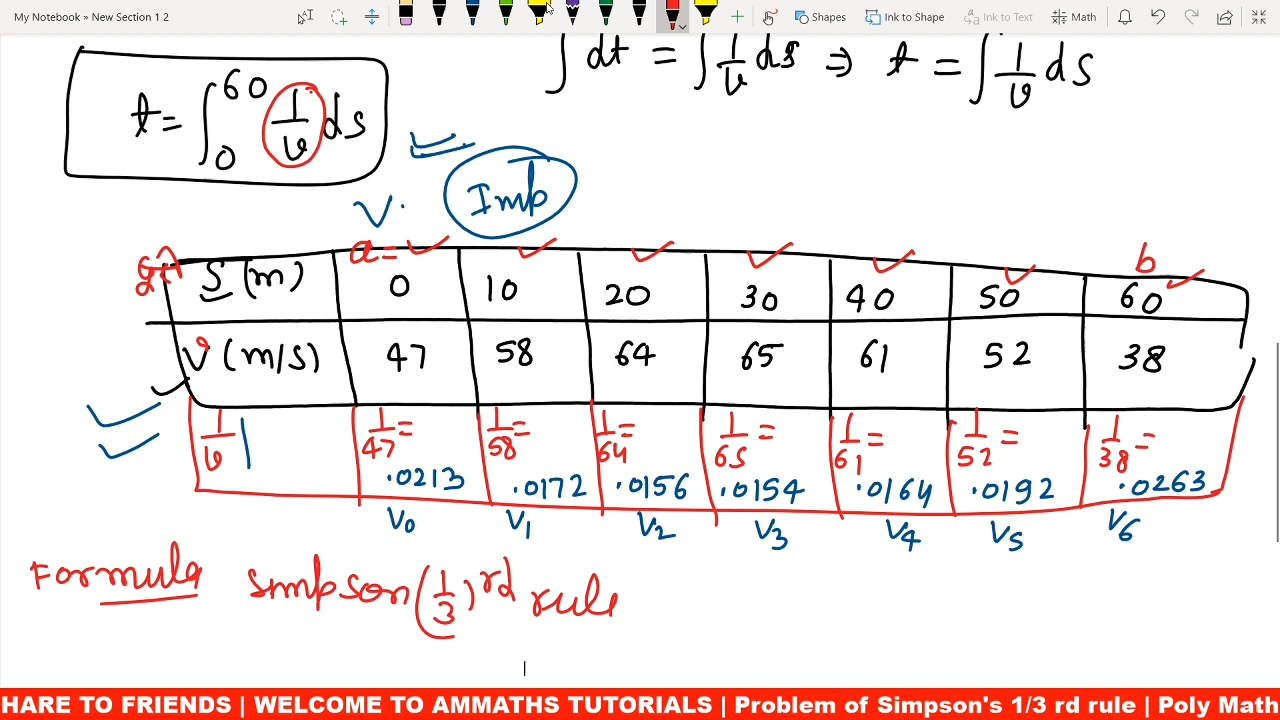 My Notebook » New Section 1 2
Shapes Ink to Shape Ink to Text Math
∫ dt = ∫ 1/v ds ⇒ t = ∫ 1/v ds
t = ∫₀⁶⁰ 1/v ds
V. Imp
a= b
S (m) 0 10 20 30 40 50 60
v (m/s) 47 58 64 65 61 52 38
1/v 1/47 = .0213 1/58 = .0172 1/64 = .0156 1/65 = .0154 1/61 = .0164 1/52 = .0192 1/38 = .0263
V₀ V₁ V₂ V₃ V₄ V₅ V₆
Formula Simpson (1/3)rd rule
HARE TO FRIENDS | WELCOME TO AMMATHS TUTORIALS | Problem of Simpson's 1/3 rd rule | Poly Math